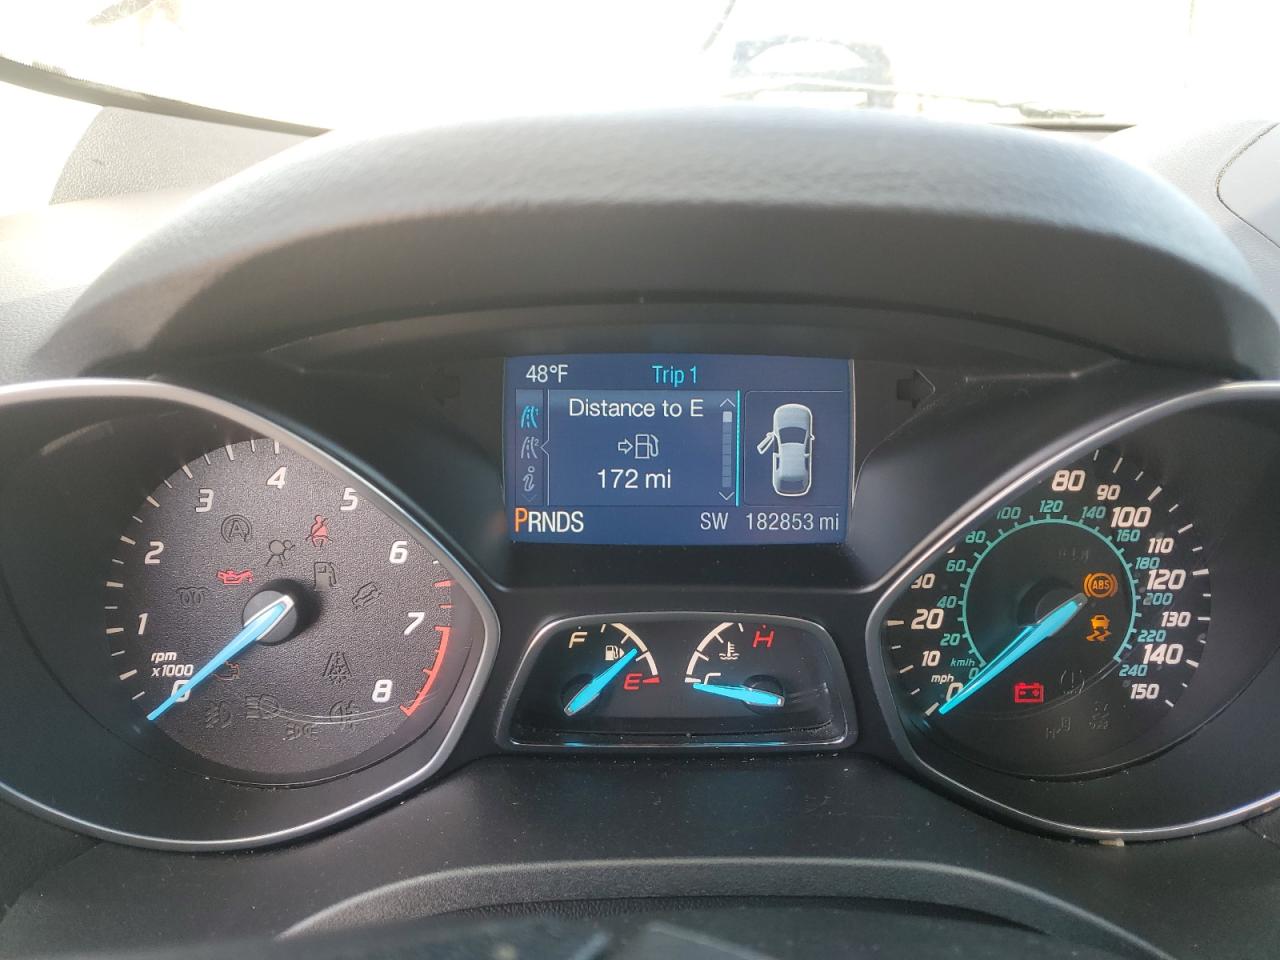 48°F Trip 1
Distance to E
172 mi
PRNDS SW 182853 mi
0 1 2 3 4 5 6 7 8
rpm
x1000
F E
C H
0 10 20 30 80 90 100 110 120 130 140 150
mph
km/h
0 20 40 60 80 100 120 140 160 180 200 220 240
ABS